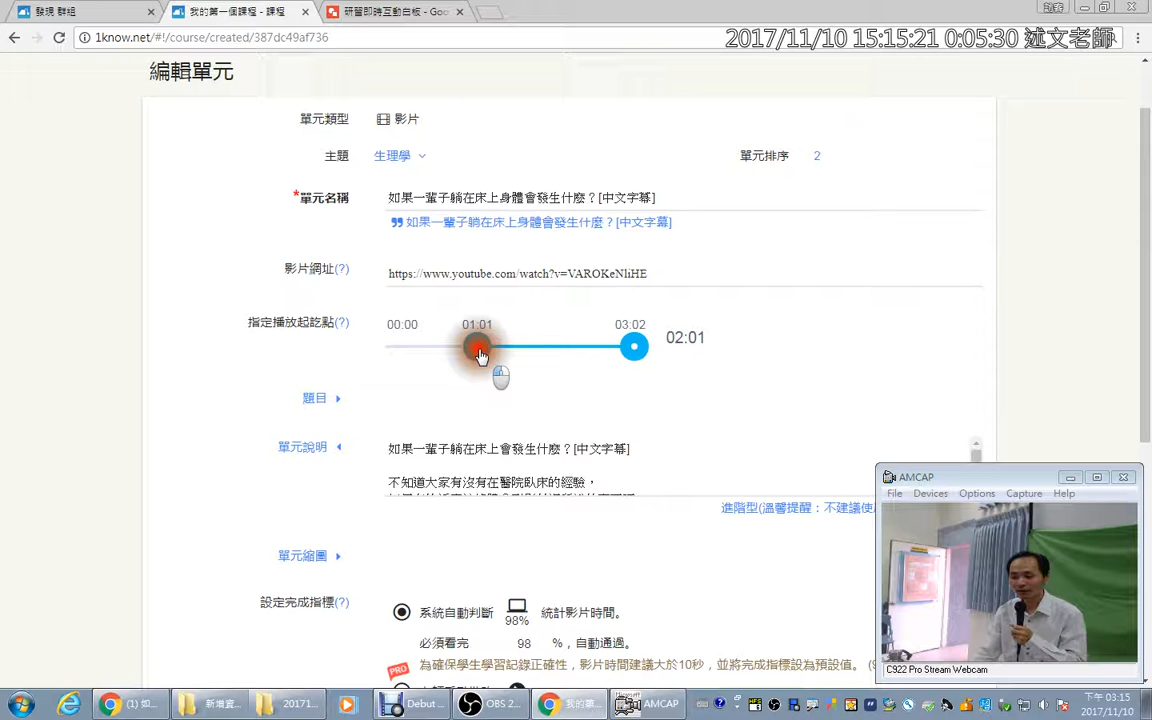 發現 群組
我的第一個課程 - 課程
研習即時互動白板 - Goo
訪客
1know.net/#!/course/created/387dc49af736
2017/11/10 15:15:21 0:05:30 述文老師
編輯單元
單元類型 影片
主題 生理學 單元排序 2
*單元名稱 如果一輩子躺在床上身體會發生什麼？[中文字幕]
如果一輩子躺在床上身體會發生什麼？[中文字幕]
影片網址(?) https://www.youtube.com/watch?v=VAROKeNliHE
指定播放起訖點(?) 00:00 01:01 03:02 02:01
題目
單元說明 如果一輩子躺在床上會發生什麼？[中文字幕]
不知道大家有沒有在醫院臥床的經驗，
進階型(溫馨提醒：不建議使
單元縮圖
設定完成指標(?) 系統自動判斷 98% 統計影片時間。
必須看完 98 %，自動通過。
PRO 為確保學生學習記錄正確性，影片時間建議大於10秒，並將完成指標設為預設值。
AMCAP
File Devices Options Capture Help
C922 Pro Stream Webcam
(1) 如...
新增資...
20171...
Debut ...
OBS 2...
我的第...
AMCAP
下午 03:15
2017/11/10